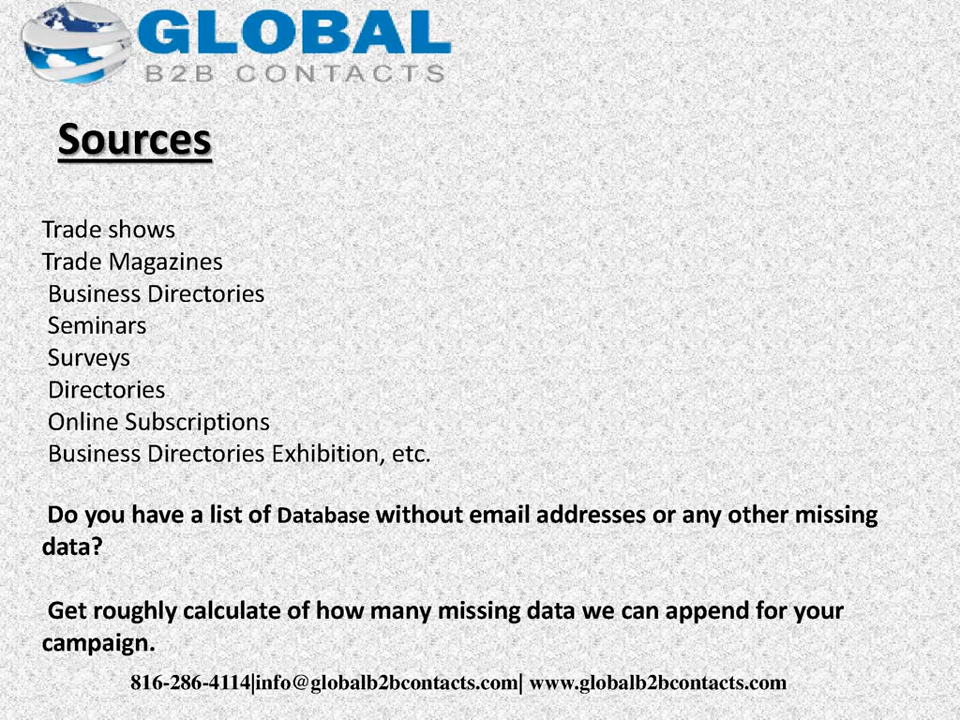 GLOBAL
B2B CONTACTS
Sources
Trade shows
Trade Magazines
Business Directories
Seminars
Surveys
Directories
Online Subscriptions
Business Directories Exhibition, etc.
Do you have a list of Database without email addresses or any other missing
data?
Get roughly calculate of how many missing data we can append for your
campaign.
816-286-4114|info@globalb2bcontacts.com| www.globalb2bcontacts.com